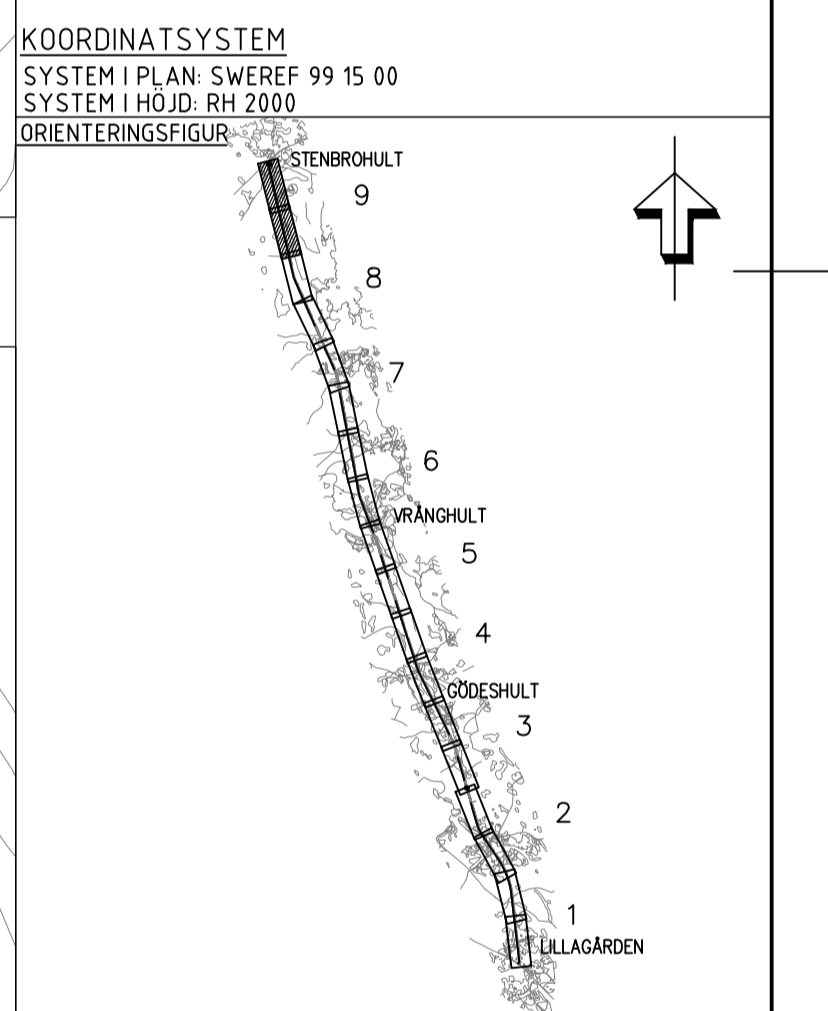 KOORDINATSYSTEM
SYSTEM I PLAN: SWEREF 99 15 00
SYSTEM I HÖJD: RH 2000
ORIENTERINGSFIGUR
STENBROHULT
9
8
7
6
VRÅNGHULT
5
4
GÖDESHULT
3
2
1
LILLAGÅRDEN